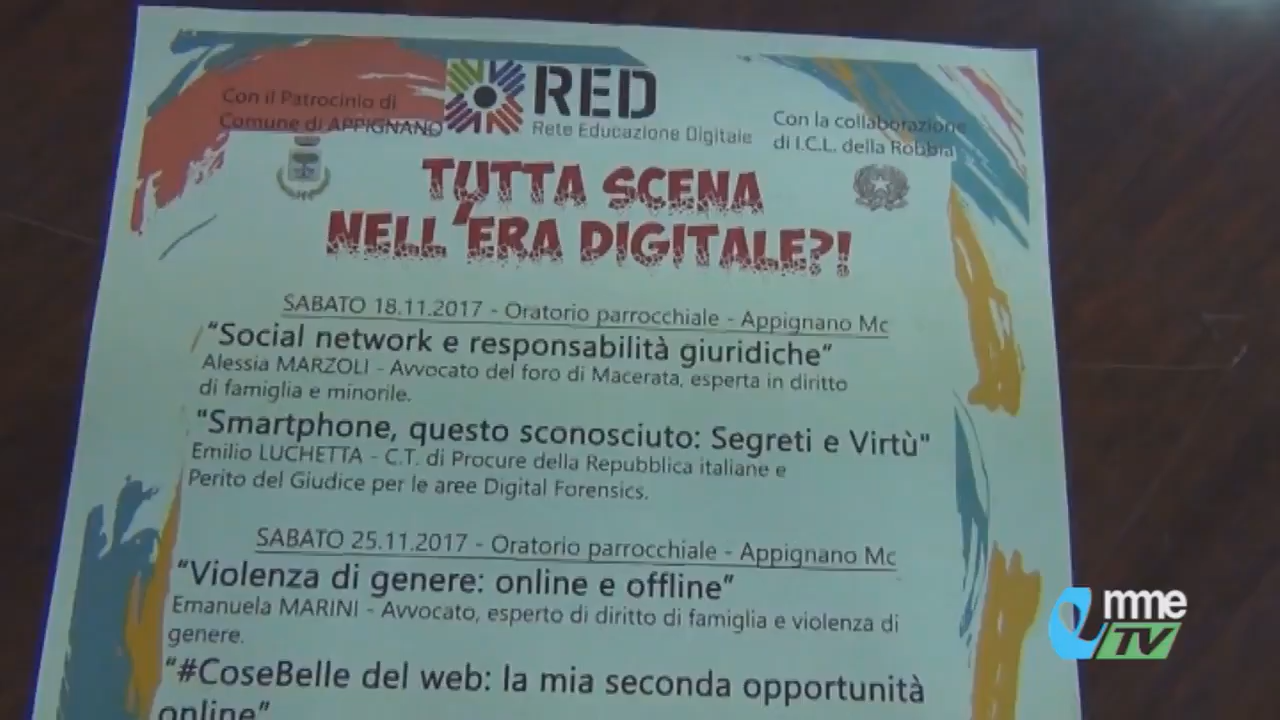 Con il Patrocinio di
Comune di APPIGNANO
RED
Rete Educazione Digitale
Con la collaborazione
di I.C.L. della Robbia
TUTTA SCENA
NELL'ERA DIGITALE?!
SABATO 18.11.2017 - Oratorio parrocchiale - Appignano Mc
"Social network e responsabilità giuridiche"
Alessia MARZOLI - Avvocato del foro di Macerata, esperta in diritto
di famiglia e minorile.
"Smartphone, questo sconosciuto: Segreti e Virtù"
Emilio LUCHETTA - C.T. di Procure della Repubblica italiane e
Perito del Giudice per le aree Digital Forensics.
SABATO 25.11.2017 - Oratorio parrocchiale - Appignano Mc
"Violenza di genere: online e offline"
Emanuela MARINI - Avvocato, esperto di diritto di famiglia e violenza di
genere.
"#CoseBelle del web: la mia seconda opportunità
online"
emme
TV